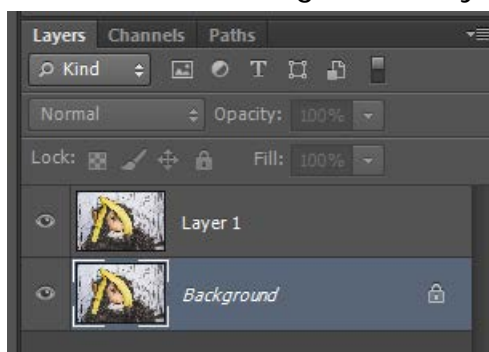 Layers Channels Paths
Kind T
Normal Opacity: 100%
Lock: Fill: 100%
Layer 1
Background